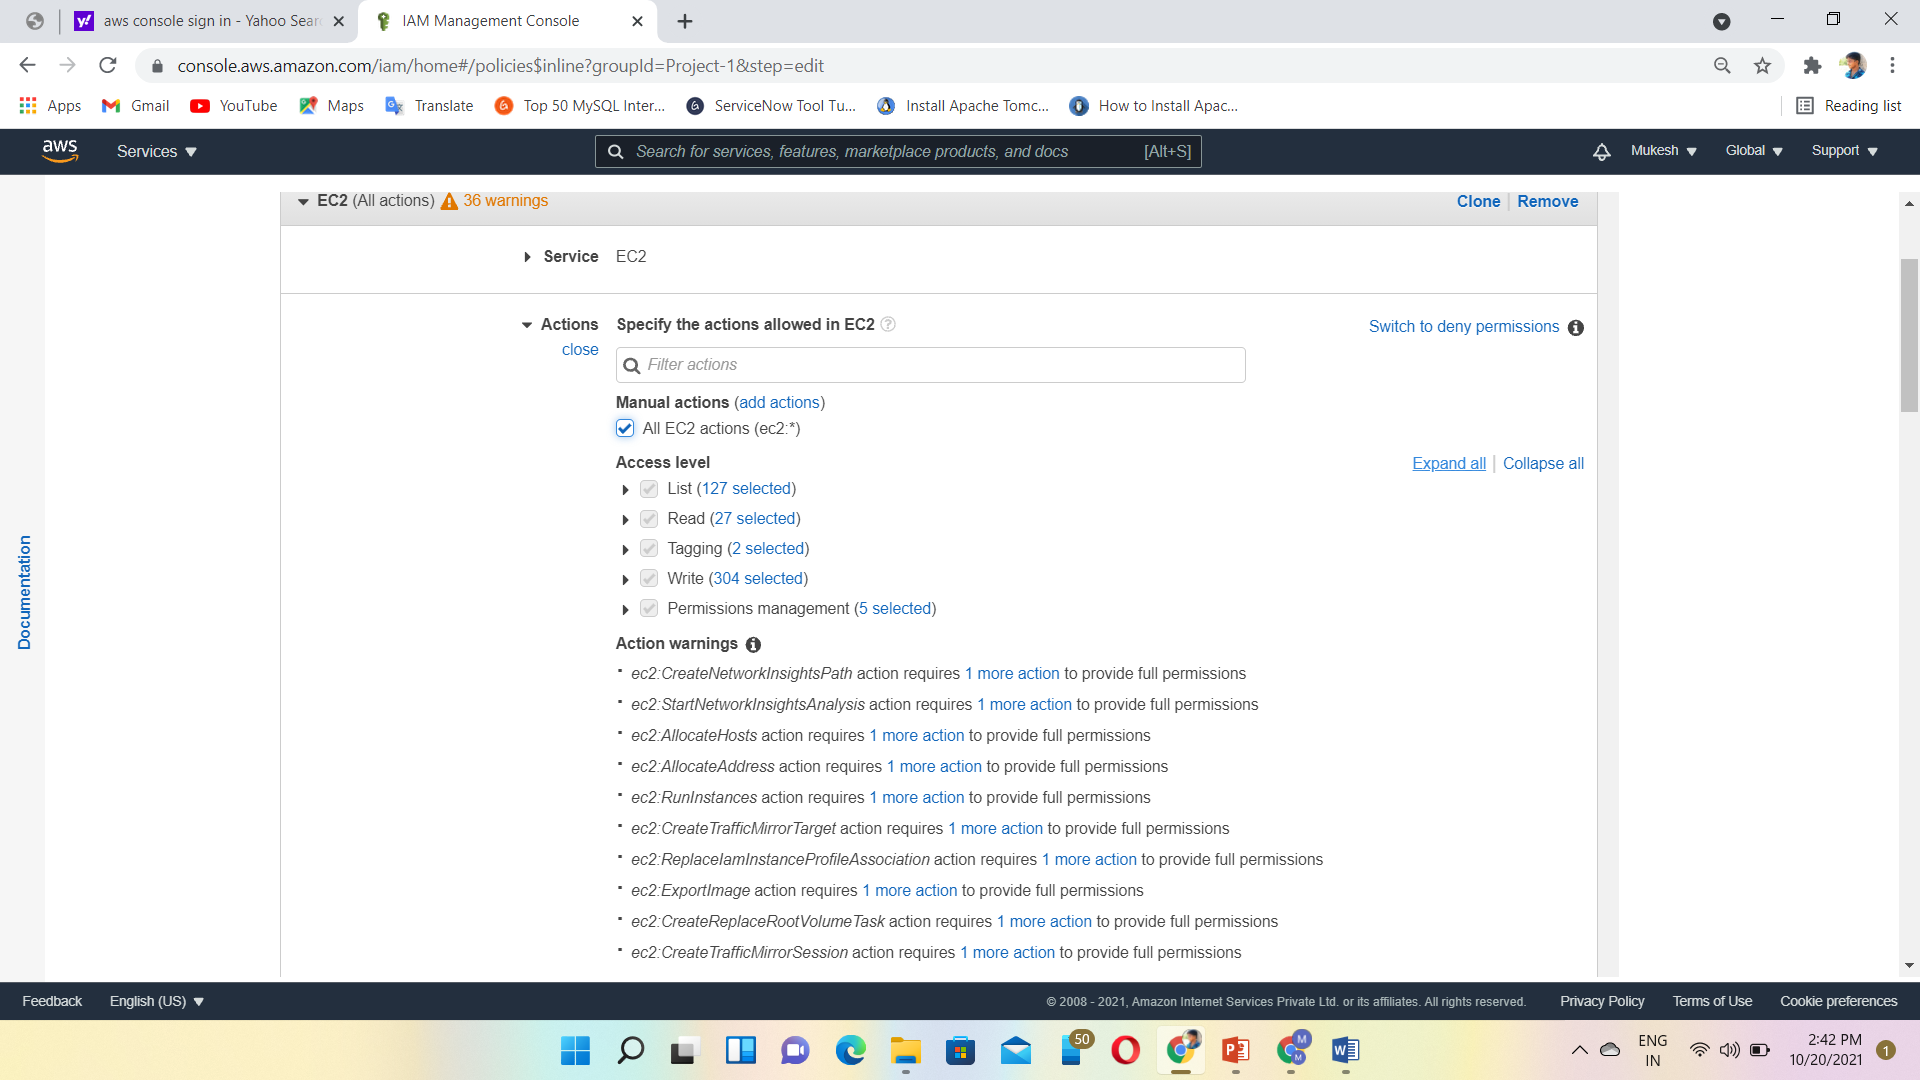 aws console sign in - Yahoo Sear
IAM Management Console
console.aws.amazon.com/iam/home#/policies$inline?groupId=Project-1&step=edit
Apps
Gmail
YouTube
Maps
Translate
Top 50 MySQL Inter...
ServiceNow Tool Tu...
Install Apache Tomc...
How to Install Apac...
Reading list
aws
Services
Search for services, features, marketplace products, and docs
[Alt+S]
Mukesh
Global
Support
EC2 (All actions) 36 warnings
Clone
Remove
Service EC2
Actions Specify the actions allowed in EC2
Switch to deny permissions
close
Filter actions
Manual actions (add actions)
All EC2 actions (ec2:*)
Access level
Expand all
Collapse all
List (127 selected)
Read (27 selected)
Tagging (2 selected)
Write (304 selected)
Permissions management (5 selected)
Documentation
Action warnings
ec2:CreateNetworkInsightsPath action requires 1 more action to provide full permissions
ec2:StartNetworkInsightsAnalysis action requires 1 more action to provide full permissions
ec2:AllocateHosts action requires 1 more action to provide full permissions
ec2:AllocateAddress action requires 1 more action to provide full permissions
ec2:RunInstances action requires 1 more action to provide full permissions
ec2:CreateTrafficMirrorTarget action requires 1 more action to provide full permissions
ec2:ReplaceIamInstanceProfileAssociation action requires 1 more action to provide full permissions
ec2:ExportImage action requires 1 more action to provide full permissions
ec2:CreateReplaceRootVolumeTask action requires 1 more action to provide full permissions
ec2:CreateTrafficMirrorSession action requires 1 more action to provide full permissions
Feedback
English (US)
© 2008 - 2021, Amazon Internet Services Private Ltd. or its affiliates. All rights reserved.
Privacy Policy
Terms of Use
Cookie preferences
50
ENG
IN
2:42 PM
10/20/2021
1